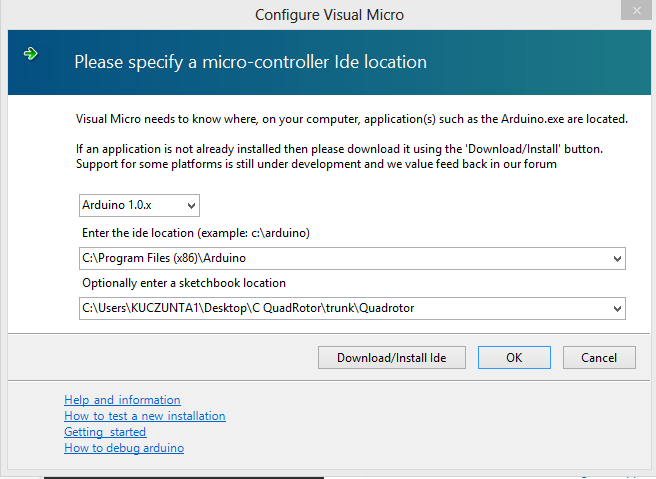 Configure Visual Micro
Please specify a micro-controller Ide location
Visual Micro needs to know where, on your computer, application(s) such as the Arduino.exe are located.
If an application is not already installed then please download it using the 'Download/Install' button.
Support for some platforms is still under development and we value feed back in our forum
Arduino 1.0.x
Enter the ide location (example: c:\arduino)
C:\Program Files (x86)\Arduino
Optionally enter a sketchbook location
C:\Users\KUCZUNTA1\Desktop\C QuadRotor\trunk\Quadrotor
Download/Install Ide OK Cancel
Help and information
How to test a new installation
Getting started
How to debug arduino